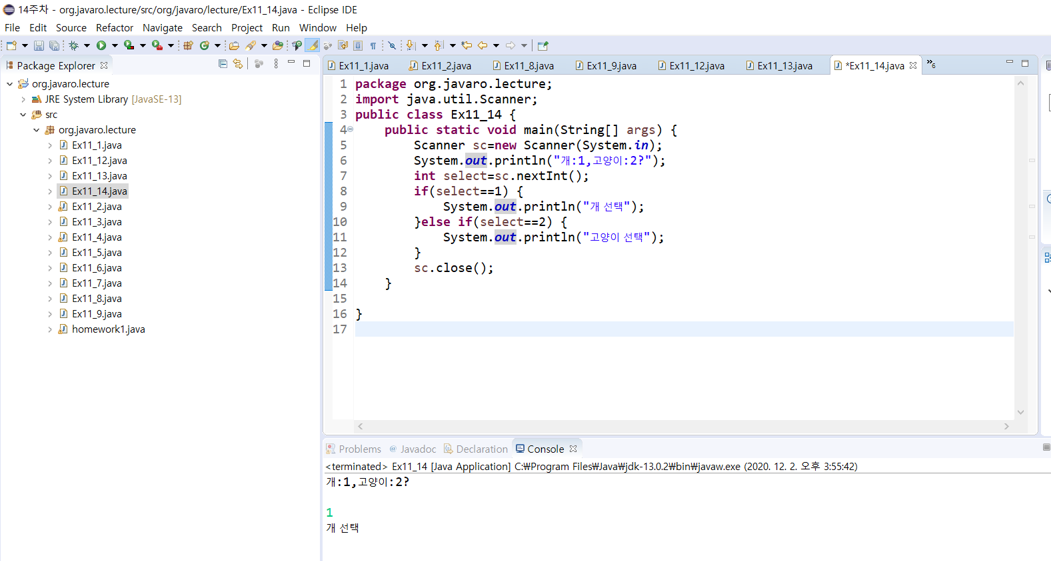 14주차 - org.javaro.lecture/src/org/javaro/lecture/Ex11_14.java - Eclipse IDE
File Edit Source Refactor Navigate Search Project Run Window Help
Package Explorer
org.javaro.lecture
JRE System Library [JavaSE-13]
src
org.javaro.lecture
Ex11_1.java
Ex11_12.java
Ex11_13.java
Ex11_14.java
Ex11_2.java
Ex11_3.java
Ex11_4.java
Ex11_5.java
Ex11_6.java
Ex11_7.java
Ex11_8.java
Ex11_9.java
homework1.java
Ex11_1.java Ex11_2.java Ex11_8.java Ex11_9.java Ex11_12.java Ex11_13.java *Ex11_14.java »6
1 package org.javaro.lecture;
2 import java.util.Scanner;
3 public class Ex11_14 {
4 public static void main(String[] args) {
5 Scanner sc=new Scanner(System.in);
6 System.out.println("개:1,고양이:2?");
7 int select=sc.nextInt();
8 if(select==1) {
9 System.out.println("개 선택");
10 }else if(select==2) {
11 System.out.println("고양이 선택");
12 }
13 sc.close();
14 }
15
16 }
17
Problems Javadoc Declaration Console
<terminated> Ex11_14 [Java Application] C:₩Program Files₩Java₩jdk-13.0.2₩bin₩javaw.exe (2020. 12. 2. 오후 3:55:42)
개:1,고양이:2?
1
개 선택